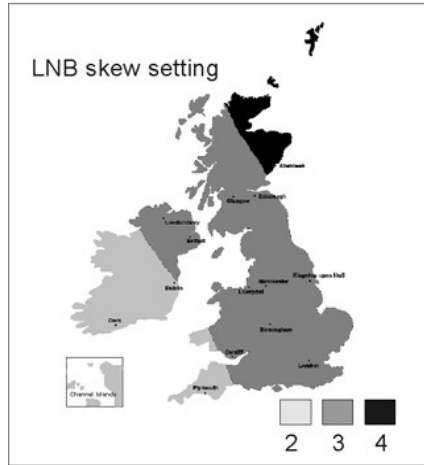 LNB skew setting
Aberdeen
Glasgow
Edinburgh
Londonderry
Belfast
Dublin
Kingston upon Hull
Manchester
Liverpool
Birmingham
Cork
Cardiff
London
Plymouth
Channel Islands
2
3
4